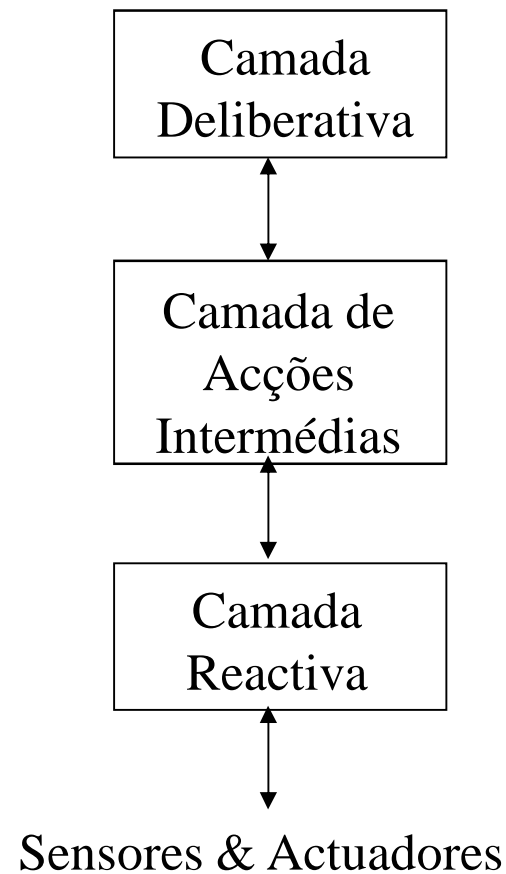 Camada
Deliberativa
Camada de
Acções
Intermédias
Camada
Reactiva
Sensores & Actuadores